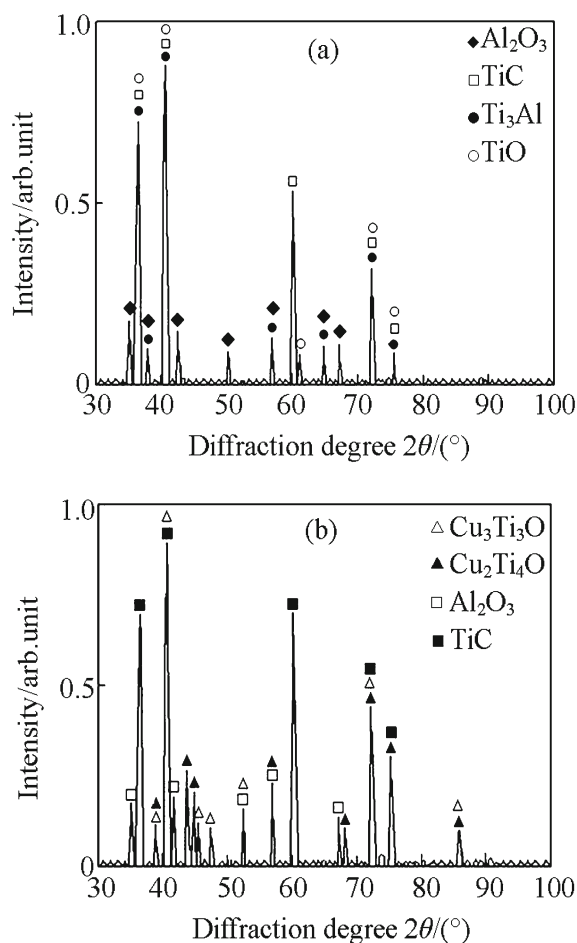 1.0
(a)
◆Al₂O₃
□TiC
●Ti₃Al
○TiO
0.5
0
Intensity/arb.unit
30 40 50 60 70 80 90 100
Diffraction degree 2θ/(°)
1.0
(b)
△Cu₃Ti₃O
▲Cu₂Ti₄O
□Al₂O₃
■TiC
0.5
0
Intensity/arb.unit
30 40 50 60 70 80 90 100
Diffraction degree 2θ/(°)